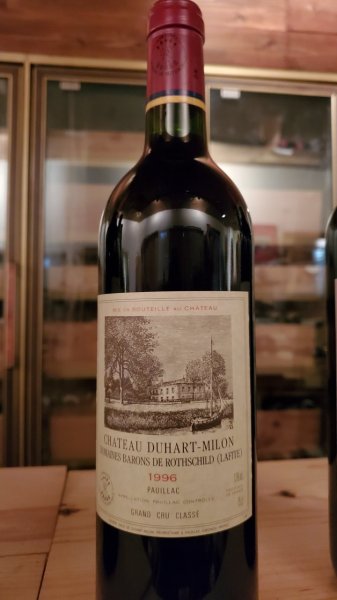 MIS EN BOUTEILLE AU CHATEAU
CHATEAU DUHART-MILON
DOMAINES BARONS DE ROTHSCHILD (LAFITE)
1996
PAUILLAC
APPELLATION PAUILLAC CONTRÔLÉE
GRAND CRU CLASSÉ